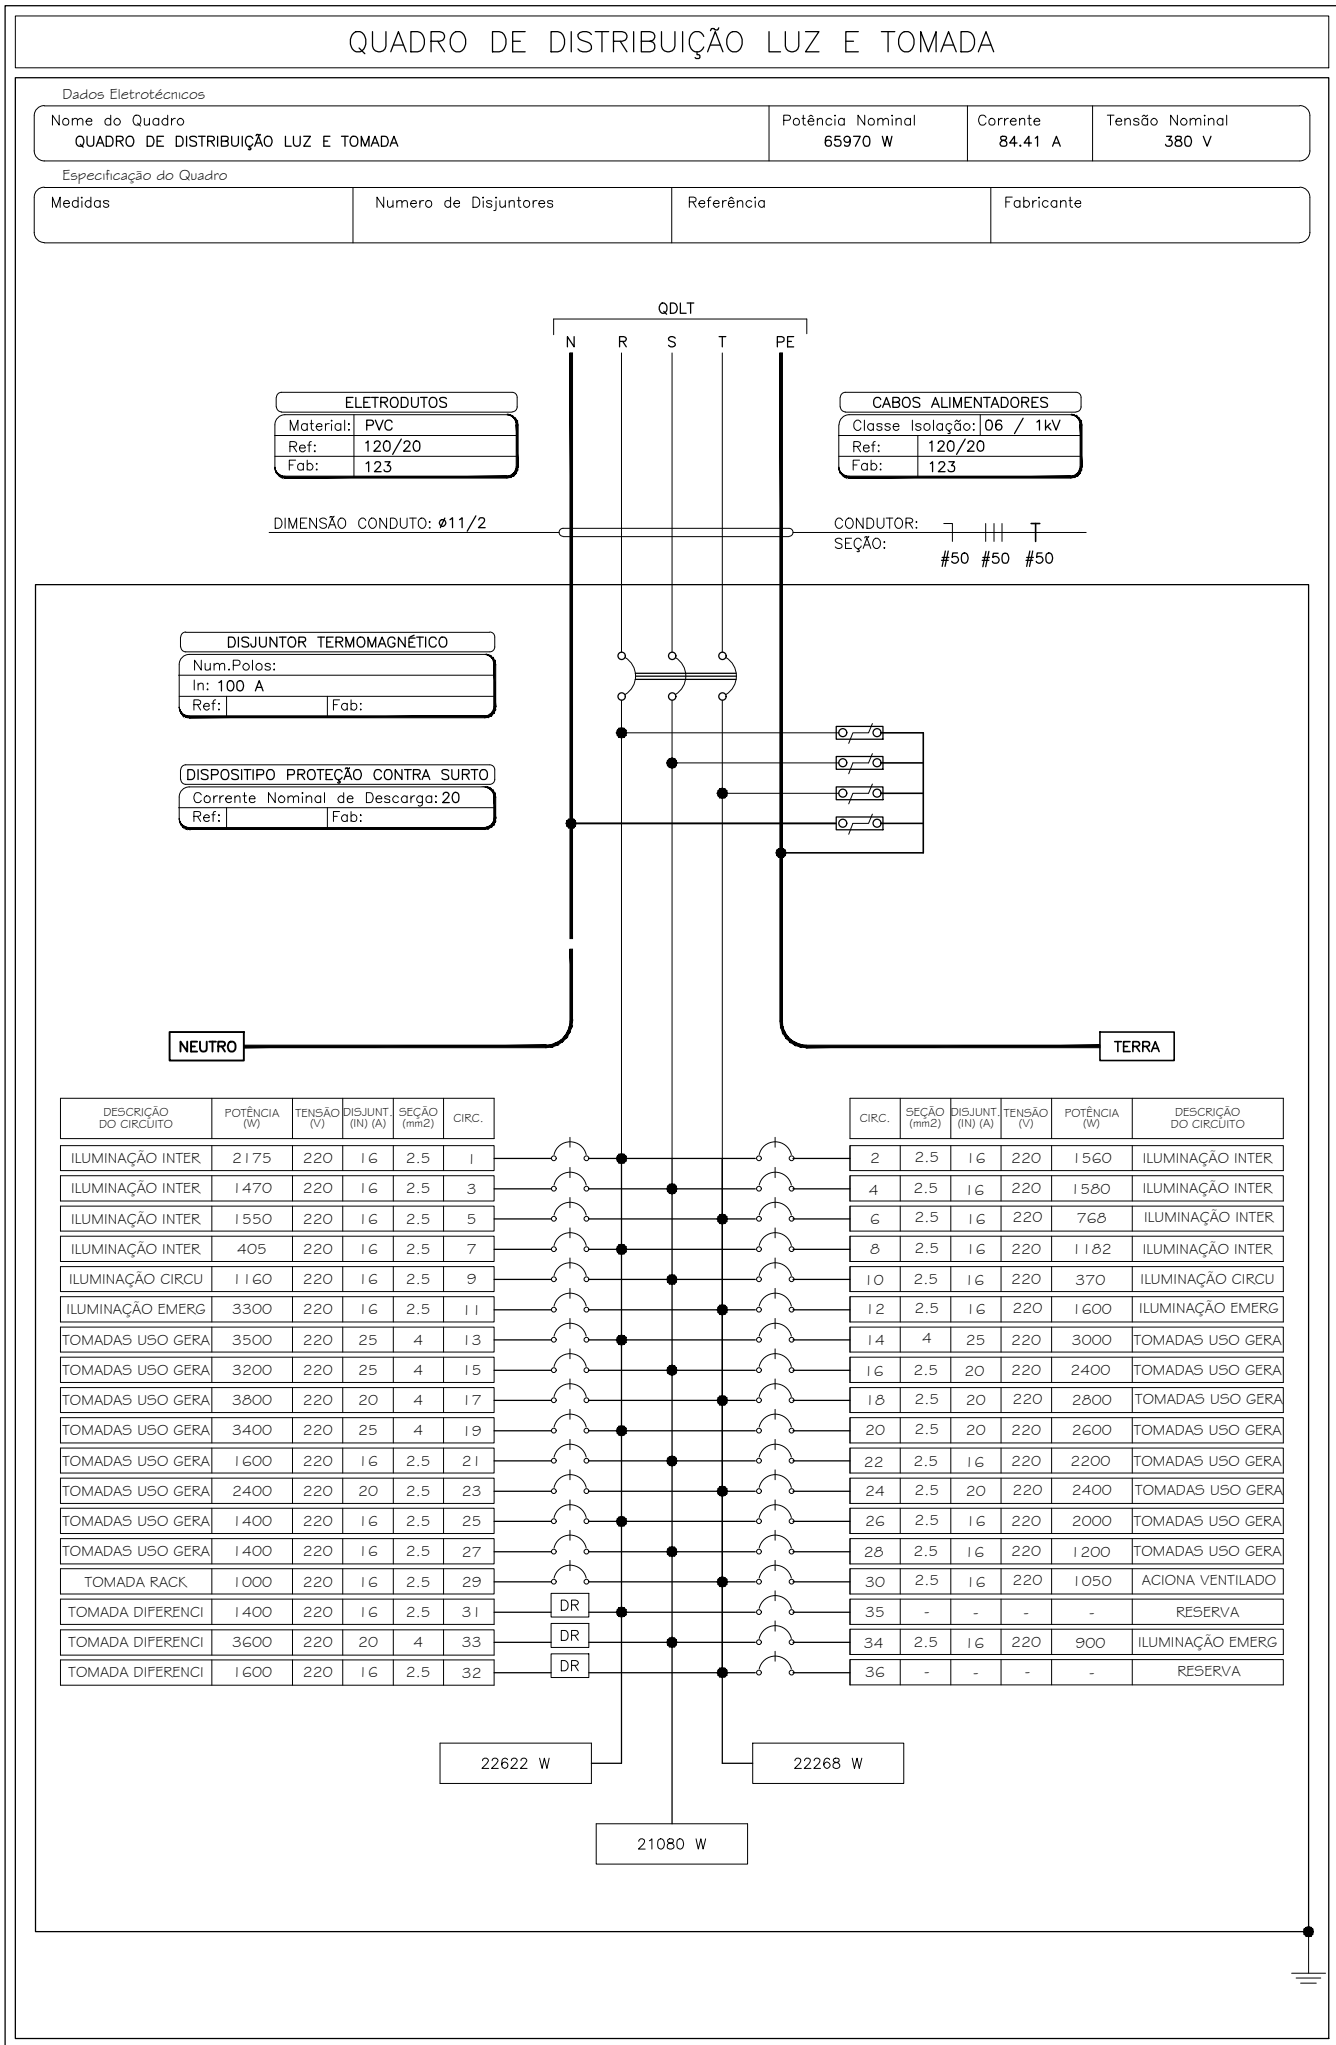 QUADRO DE DISTRIBUIÇÃO LUZ E TOMADA
Dados Eletrotécnicos
Nome do Quadro Potência Nominal Corrente Tensão Nominal
QUADRO DE DISTRIBUIÇÃO LUZ E TOMADA 65970 W 84.41 A 380 V
Especificação do Quadro
Medidas Numero de Disjuntores Referência Fabricante
QDLT
N R S T PE
ELETRODUTOS
Material: PVC
Ref: 120/20
Fab: 123
CABOS ALIMENTADORES
Classe Isolação: 06 / 1kV
Ref: 120/20
Fab: 123
DIMENSÃO CONDUTO: ø11/2
CONDUTOR:
SEÇÃO:
#50 #50 #50
DISJUNTOR TERMOMAGNÉTICO
Num.Polos:
In: 100 A
Ref: Fab:
DISPOSITIPO PROTEÇÃO CONTRA SURTO
Corrente Nominal de Descarga: 20
Ref: Fab:
NEUTRO TERRA
DESCRIÇÃO DO CIRCUITO POTÊNCIA (W) TENSÃO (V) DISJUNT. (IN) (A) SEÇÃO (mm2) CIRC. CIRC. SEÇÃO (mm2) DISJUNT. (IN) (A) TENSÃO (V) POTÊNCIA (W) DESCRIÇÃO DO CIRCUITO
ILUMINAÇÃO INTER 2175 220 16 2.5 1 2 2.5 16 220 1560 ILUMINAÇÃO INTER
ILUMINAÇÃO INTER 1470 220 16 2.5 3 4 2.5 16 220 1580 ILUMINAÇÃO INTER
ILUMINAÇÃO INTER 1550 220 16 2.5 5 6 2.5 16 220 768 ILUMINAÇÃO INTER
ILUMINAÇÃO INTER 405 220 16 2.5 7 8 2.5 16 220 1182 ILUMINAÇÃO INTER
ILUMINAÇÃO CIRCU 1160 220 16 2.5 9 10 2.5 16 220 370 ILUMINAÇÃO CIRCU
ILUMINAÇÃO EMERG 3300 220 16 2.5 11 12 2.5 16 220 1600 ILUMINAÇÃO EMERG
TOMADAS USO GERA 3500 220 25 4 13 14 4 25 220 3000 TOMADAS USO GERA
TOMADAS USO GERA 3200 220 25 4 15 16 2.5 20 220 2400 TOMADAS USO GERA
TOMADAS USO GERA 3800 220 20 4 17 18 2.5 20 220 2800 TOMADAS USO GERA
TOMADAS USO GERA 3400 220 25 4 19 20 2.5 20 220 2600 TOMADAS USO GERA
TOMADAS USO GERA 1600 220 16 2.5 21 22 2.5 16 220 2200 TOMADAS USO GERA
TOMADAS USO GERA 2400 220 20 2.5 23 24 2.5 20 220 2400 TOMADAS USO GERA
TOMADAS USO GERA 1400 220 16 2.5 25 26 2.5 16 220 2000 TOMADAS USO GERA
TOMADAS USO GERA 1400 220 16 2.5 27 28 2.5 16 220 1200 TOMADAS USO GERA
TOMADA RACK 1000 220 16 2.5 29 30 2.5 16 220 1050 ACIONA VENTILADO
TOMADA DIFERENCI 1400 220 16 2.5 31 DR 35 - - - - RESERVA
TOMADA DIFERENCI 3600 220 20 4 33 DR 34 2.5 16 220 900 ILUMINAÇÃO EMERG
TOMADA DIFERENCI 1600 220 16 2.5 32 DR 36 - - - - RESERVA
22622 W 22268 W
21080 W